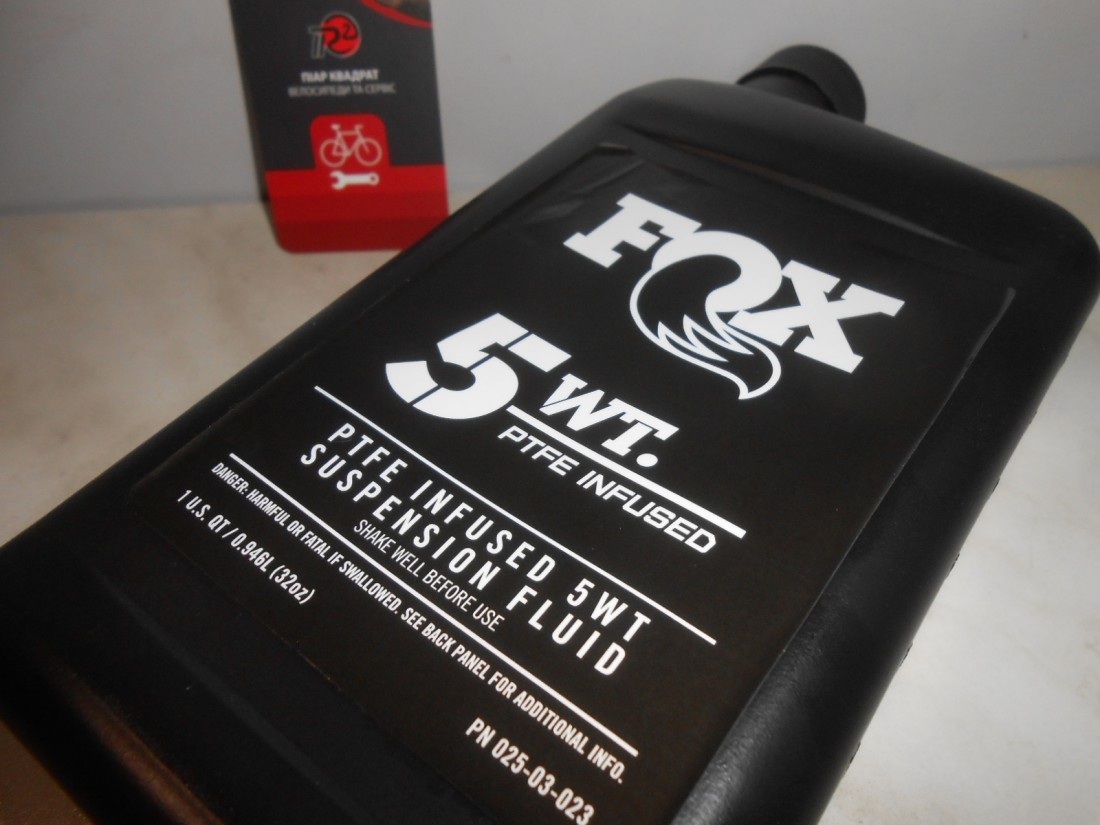 ПІАР КВАДРАТ
ВЕЛОСИПЕДИ ТА СЕРВІС
FOX
5 WT.
PTFE INFUSED
PTFE INFUSED 5WT
SUSPENSION FLUID
SHAKE WELL BEFORE USE
DANGER: HARMFUL OR FATAL IF SWALLOWED. SEE BACK PANEL FOR ADDITIONAL INFO.
1 U.S. QT / 0.946L (32oz)
PN 025-03-023